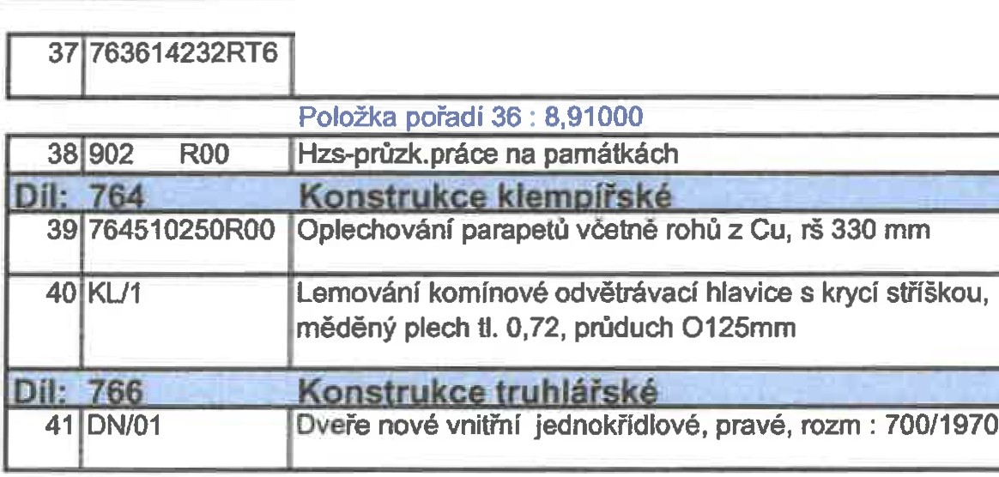 37 763614232RT6
Položka pořadí 36 : 8,91000
38 902 R00 Hzs-průzk.práce na památkách
Díl: 764 Konstrukce klempířské
39 764510250R00 Oplechování parapetů včetně rohů z Cu, rš 330 mm
40 KL/1 Lemování komínové odvětrávací hlavice s krycí stříškou,
měděný plech tl. 0,72, průduch O125mm
Díl: 766 Konstrukce truhlářské
41 DN/01 Dveře nové vnitřní jednokřídlové, pravé, rozm : 700/1970